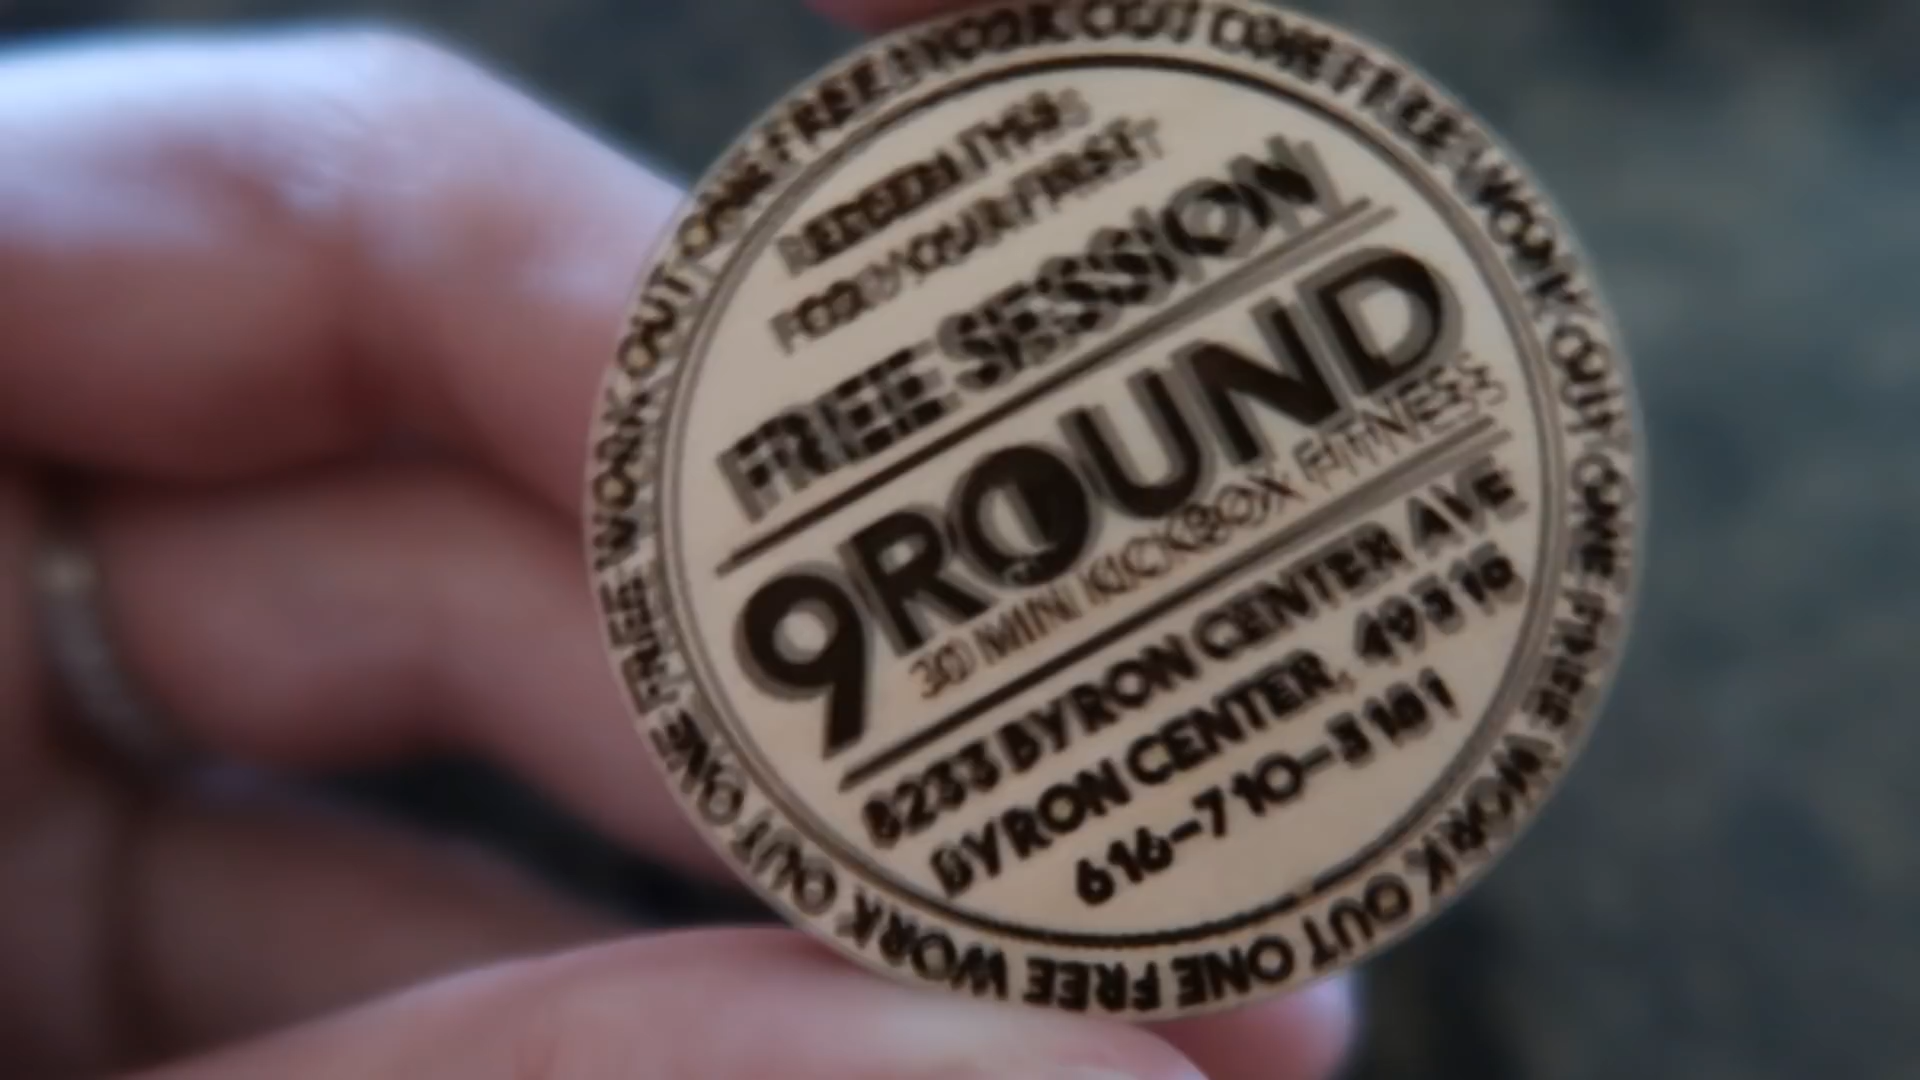 REDEEM THIS
FOR YOUR FIRST
FREE SESSION
9ROUND
30 MIN KICKBOX FITNESS
8233 BYRON CENTER AVE
BYRON CENTER, 49315
616-710-3181
ONE FREE WORK OUT ONE FREE WORK OUT ONE FREE WORK OUT ONE FREE WORK OUT ONE FREE WORK OUT